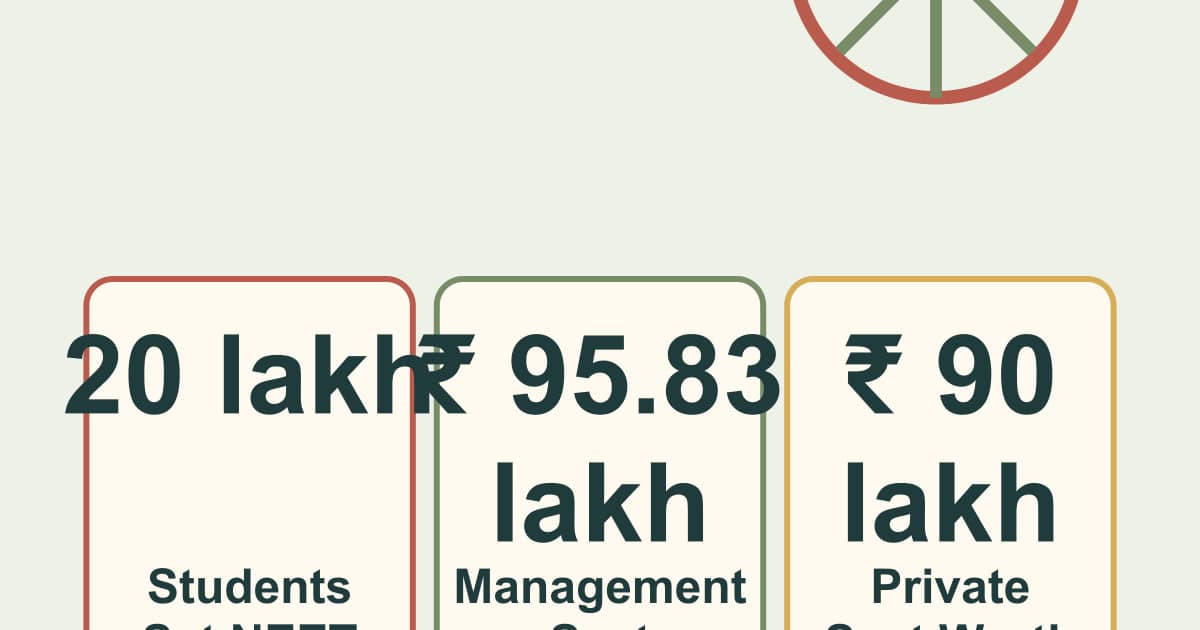 20 lakh
Students
₹ 95.83
lakh
Management
₹ 90
lakh
Private